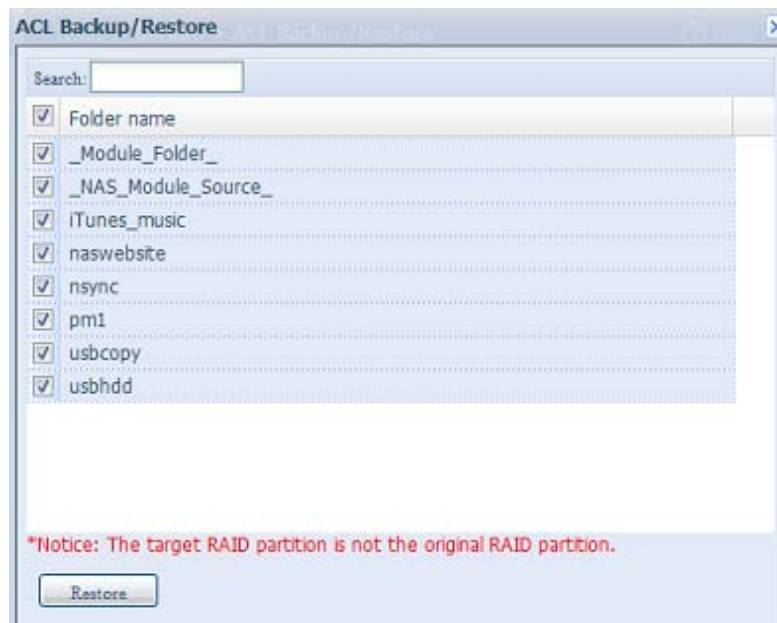 ACL Backup/Restore
Search:
Folder name
_Module_Folder_
_NAS_Module_Source_
iTunes_music
naswebsite
nsync
pm1
usbcopy
usbhdd
*Notice: The target RAID partition is not the original RAID partition.
Restore